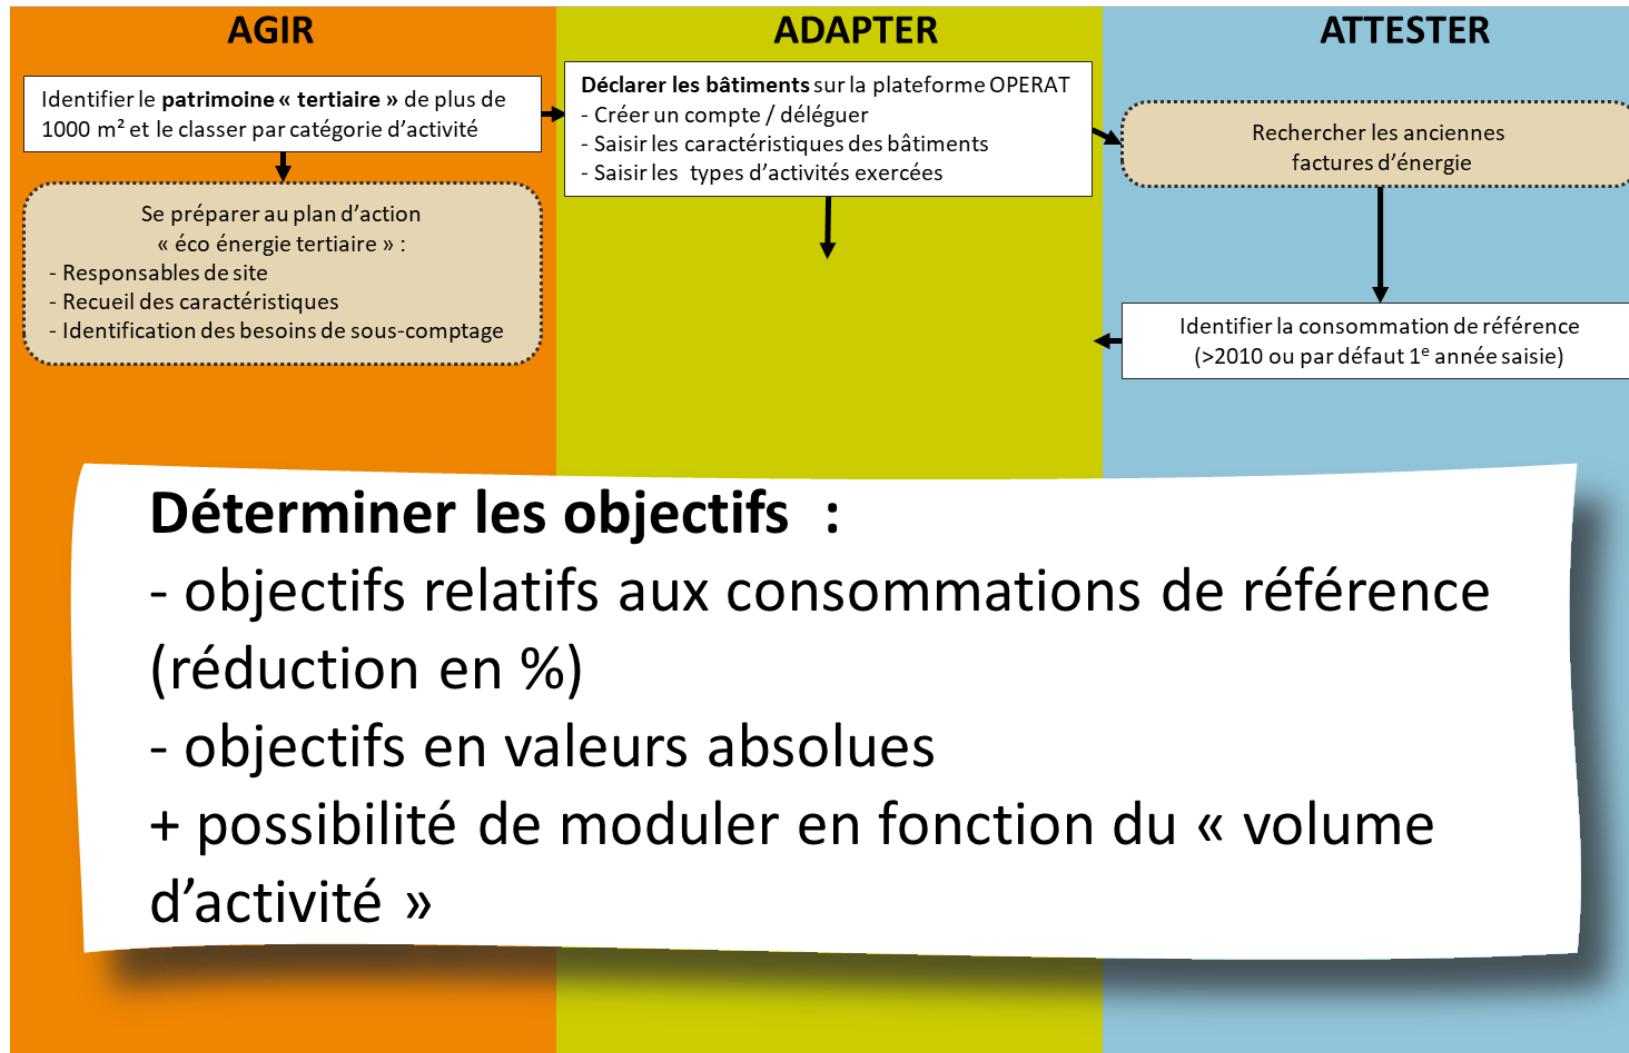 AGIR
Identifier le patrimoine « tertiaire » de plus de
1000 m² et le classer par catégorie d’activité
Se préparer au plan d’action
« éco énergie tertiaire » :
- Responsables de site
- Recueil des caractéristiques
- Identification des besoins de sous-comptage
ADAPTER
Déclarer les bâtiments sur la plateforme OPERAT
- Créer un compte / déléguer
- Saisir les caractéristiques des bâtiments
- Saisir les types d’activités exercées
ATTESTER
Rechercher les anciennes
factures d’énergie
Identifier la consommation de référence
(>2010 ou par défaut 1ᵉ année saisie)
Déterminer les objectifs :
- objectifs relatifs aux consommations de référence
(réduction en %)
- objectifs en valeurs absolues
+ possibilité de moduler en fonction du « volume
d’activité »